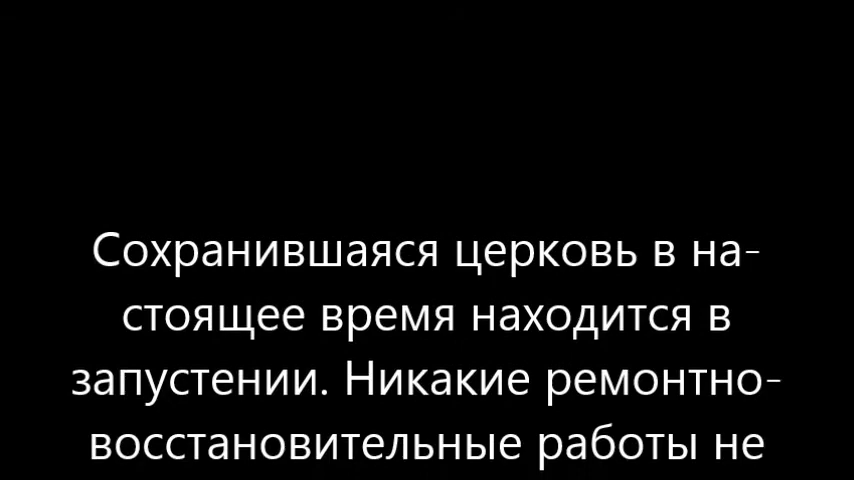 Сохранившаяся церковь в на-
стоящее время находится в
запустении. Никакие ремонтно-
восстановительные работы не